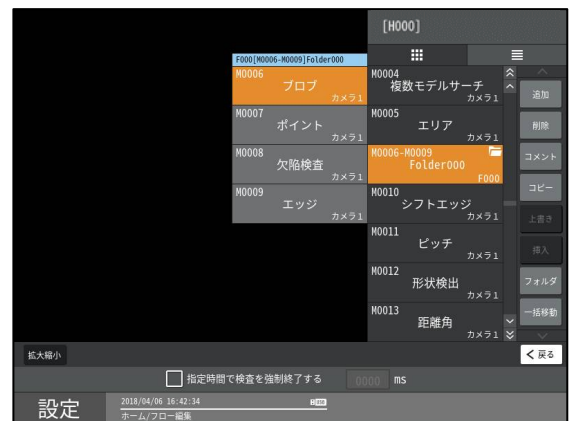 [H000]
F000[M0006-M0009]Folder000
M0006
ブロブ
カメラ1
M0007
ポイント
カメラ1
M0008
欠陥検査
カメラ1
M0009
エッジ
カメラ1
M0004
複数モデルサーチ
カメラ1
M0005
エリア
カメラ1
M0006-M0009
Folder000
F000
M0010
シフトエッジ
カメラ1
M0011
ピッチ
カメラ1
M0012
形状検出
カメラ1
M0013
距離角
カメラ1
追加
削除
コメント
コピー
上書き
挿入
フォルダ
一括移動
拡大縮小
戻る
指定時間で検査を強制終了する 0000 ms
設定
2018/04/06 16:42:34
ホーム/フロー編集